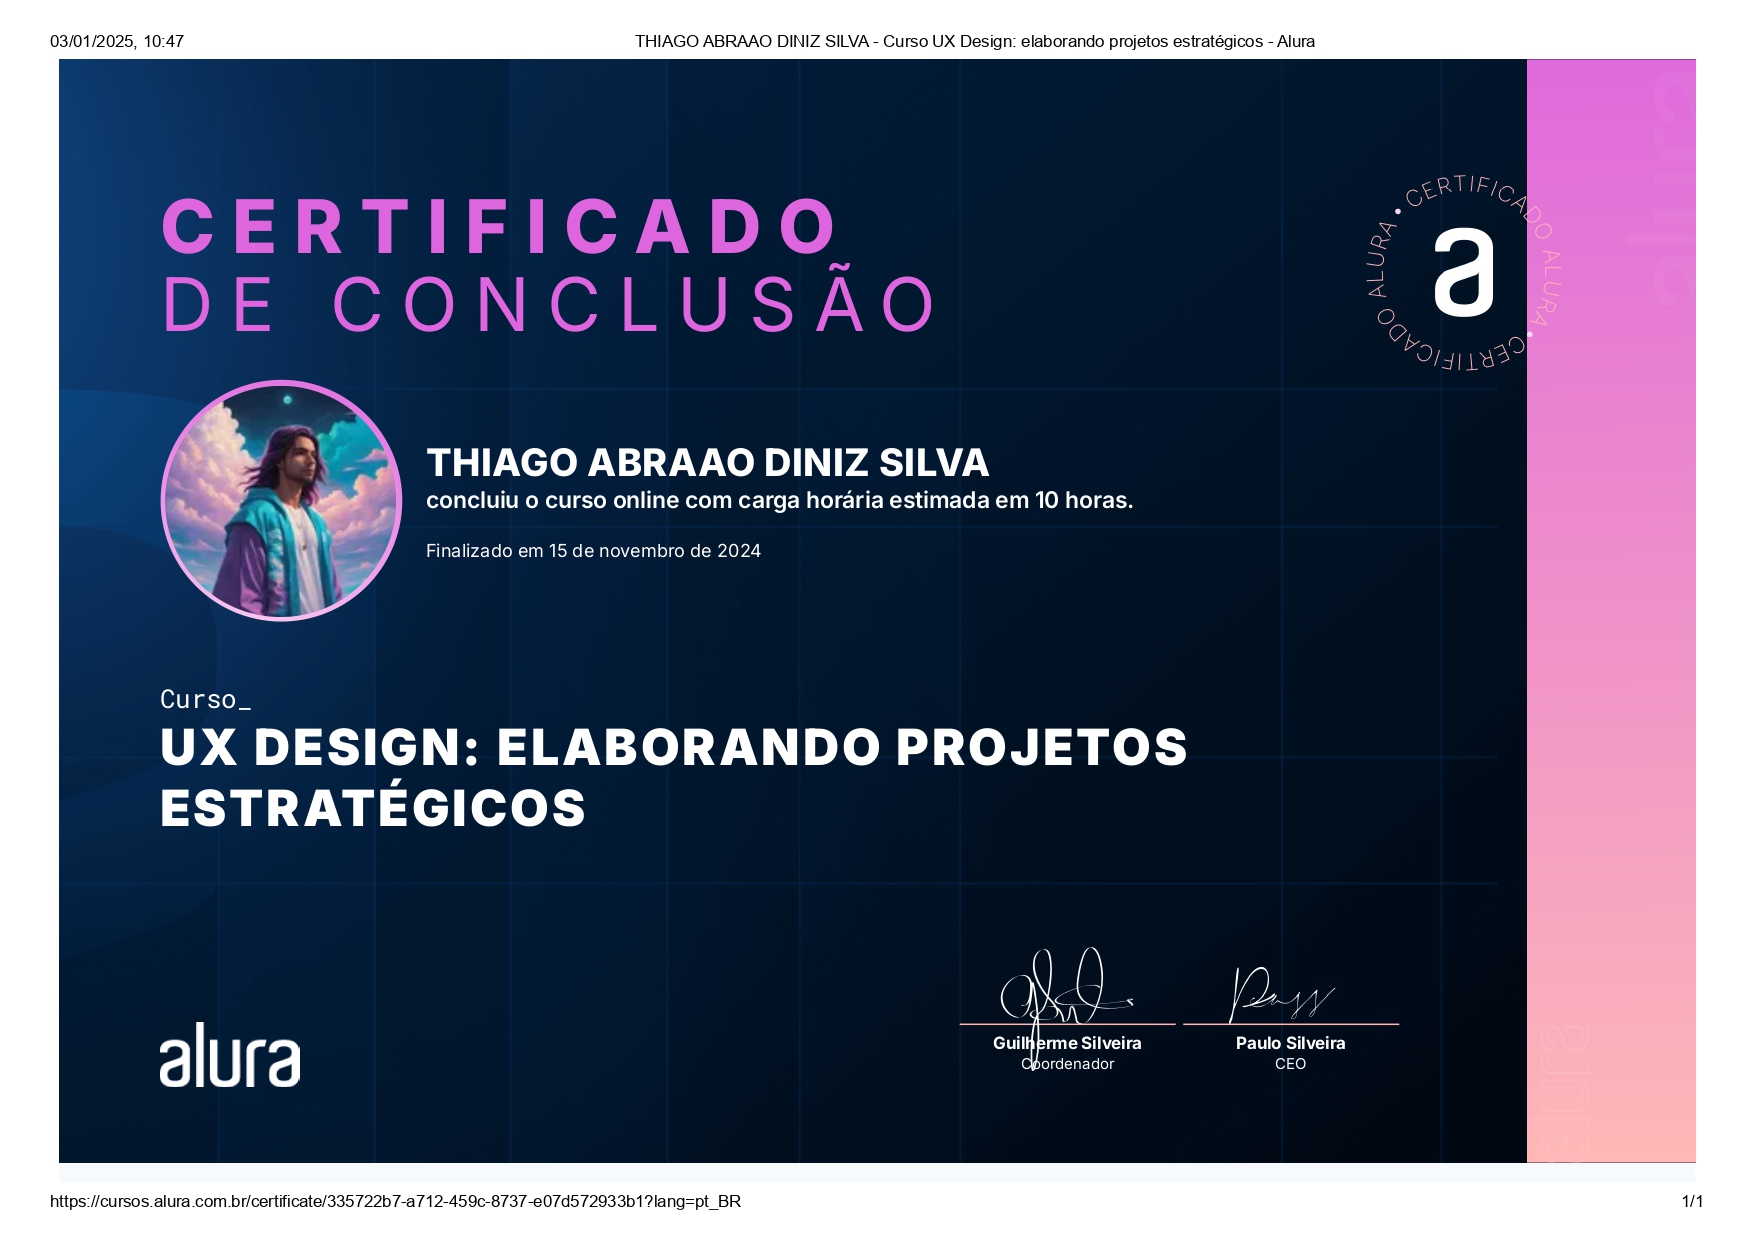 03/01/2025, 10:47
THIAGO ABRAAO DINIZ SILVA - Curso UX Design: elaborando projetos estratégicos - Alura
CERTIFICADO
DE CONCLUSÃO
CERTIFICADO ALURA • CERTIFICADO ALURA •
a
alura
THIAGO ABRAAO DINIZ SILVA
concluiu o curso online com carga horária estimada em 10 horas.
Finalizado em 15 de novembro de 2024
Curso_
UX DESIGN: ELABORANDO PROJETOS
ESTRATÉGICOS
alura
Guilherme Silveira
Coordenador
Paulo Silveira
CEO
alura
https://cursos.alura.com.br/certificate/335722b7-a712-459c-8737-e07d572933b1?lang=pt_BR
1/1